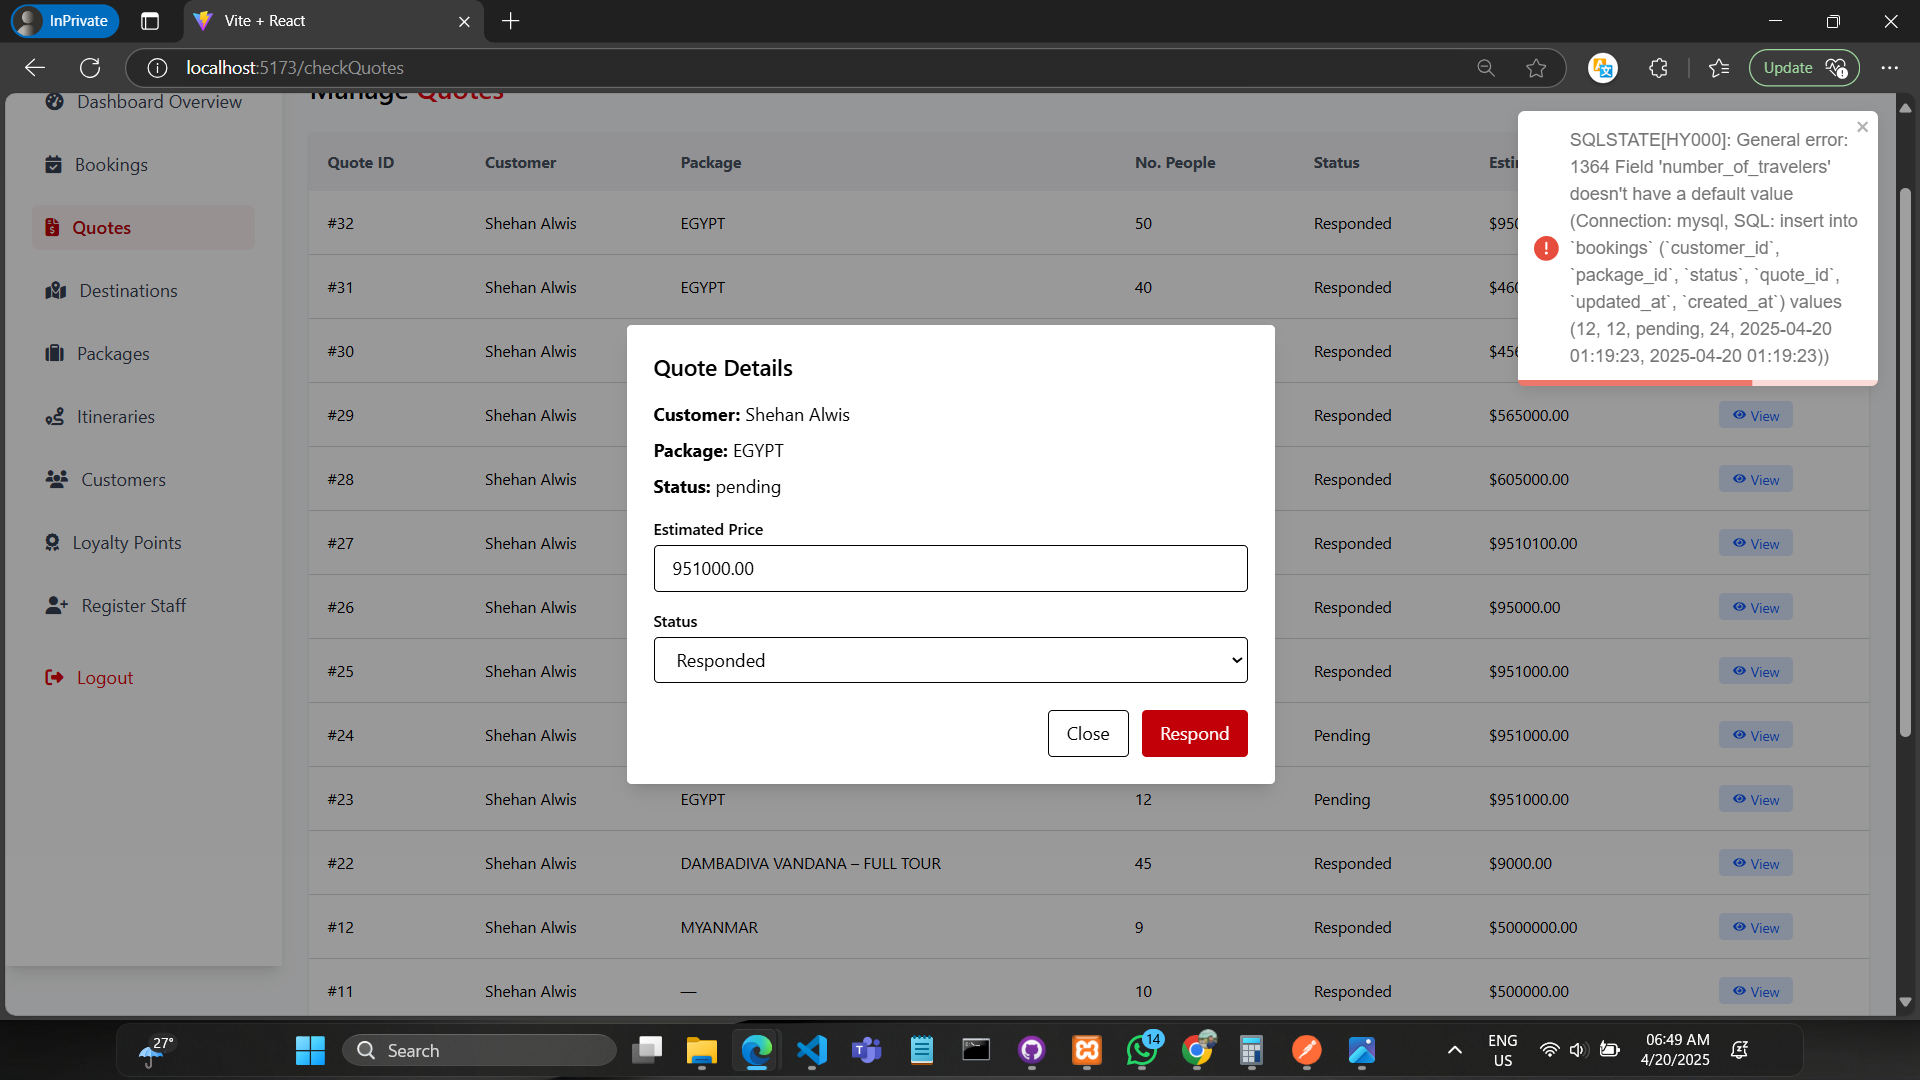 InPrivate
Vite + React
localhost:5173/checkQuotes
Update
Dashboard Overview
Bookings
Quotes
Destinations
Packages
Itineraries
Customers
Loyalty Points
Register Staff
Logout
Manage Quotes
Quote ID Customer Package No. People Status Esti
#32 Shehan Alwis EGYPT 50 Responded $950
#31 Shehan Alwis EGYPT 40 Responded $460
#30 Shehan Alwis Responded $456
#29 Shehan Alwis Responded $565000.00 View
#28 Shehan Alwis Responded $605000.00 View
#27 Shehan Alwis Responded $9510100.00 View
#26 Shehan Alwis Responded $95000.00 View
#25 Shehan Alwis Responded $951000.00 View
#24 Shehan Alwis Pending $951000.00 View
#23 Shehan Alwis EGYPT 12 Pending $951000.00 View
#22 Shehan Alwis DAMBADIVA VANDANA – FULL TOUR 45 Responded $9000.00 View
#12 Shehan Alwis MYANMAR 9 Responded $5000000.00 View
#11 Shehan Alwis — 10 Responded $500000.00 View
Quote Details
Customer: Shehan Alwis
Package: EGYPT
Status: pending
Estimated Price
951000.00
Status
Responded
Close Respond
SQLSTATE[HY000]: General error:
1364 Field 'number_of_travelers'
doesn't have a default value
(Connection: mysql, SQL: insert into
`bookings` (`customer_id`,
`package_id`, `status`, `quote_id`,
`updated_at`, `created_at`) values
(12, 12, pending, 24, 2025-04-20
01:19:23, 2025-04-20 01:19:23))
27°
Search
14
ENG
US
06:49 AM
4/20/2025